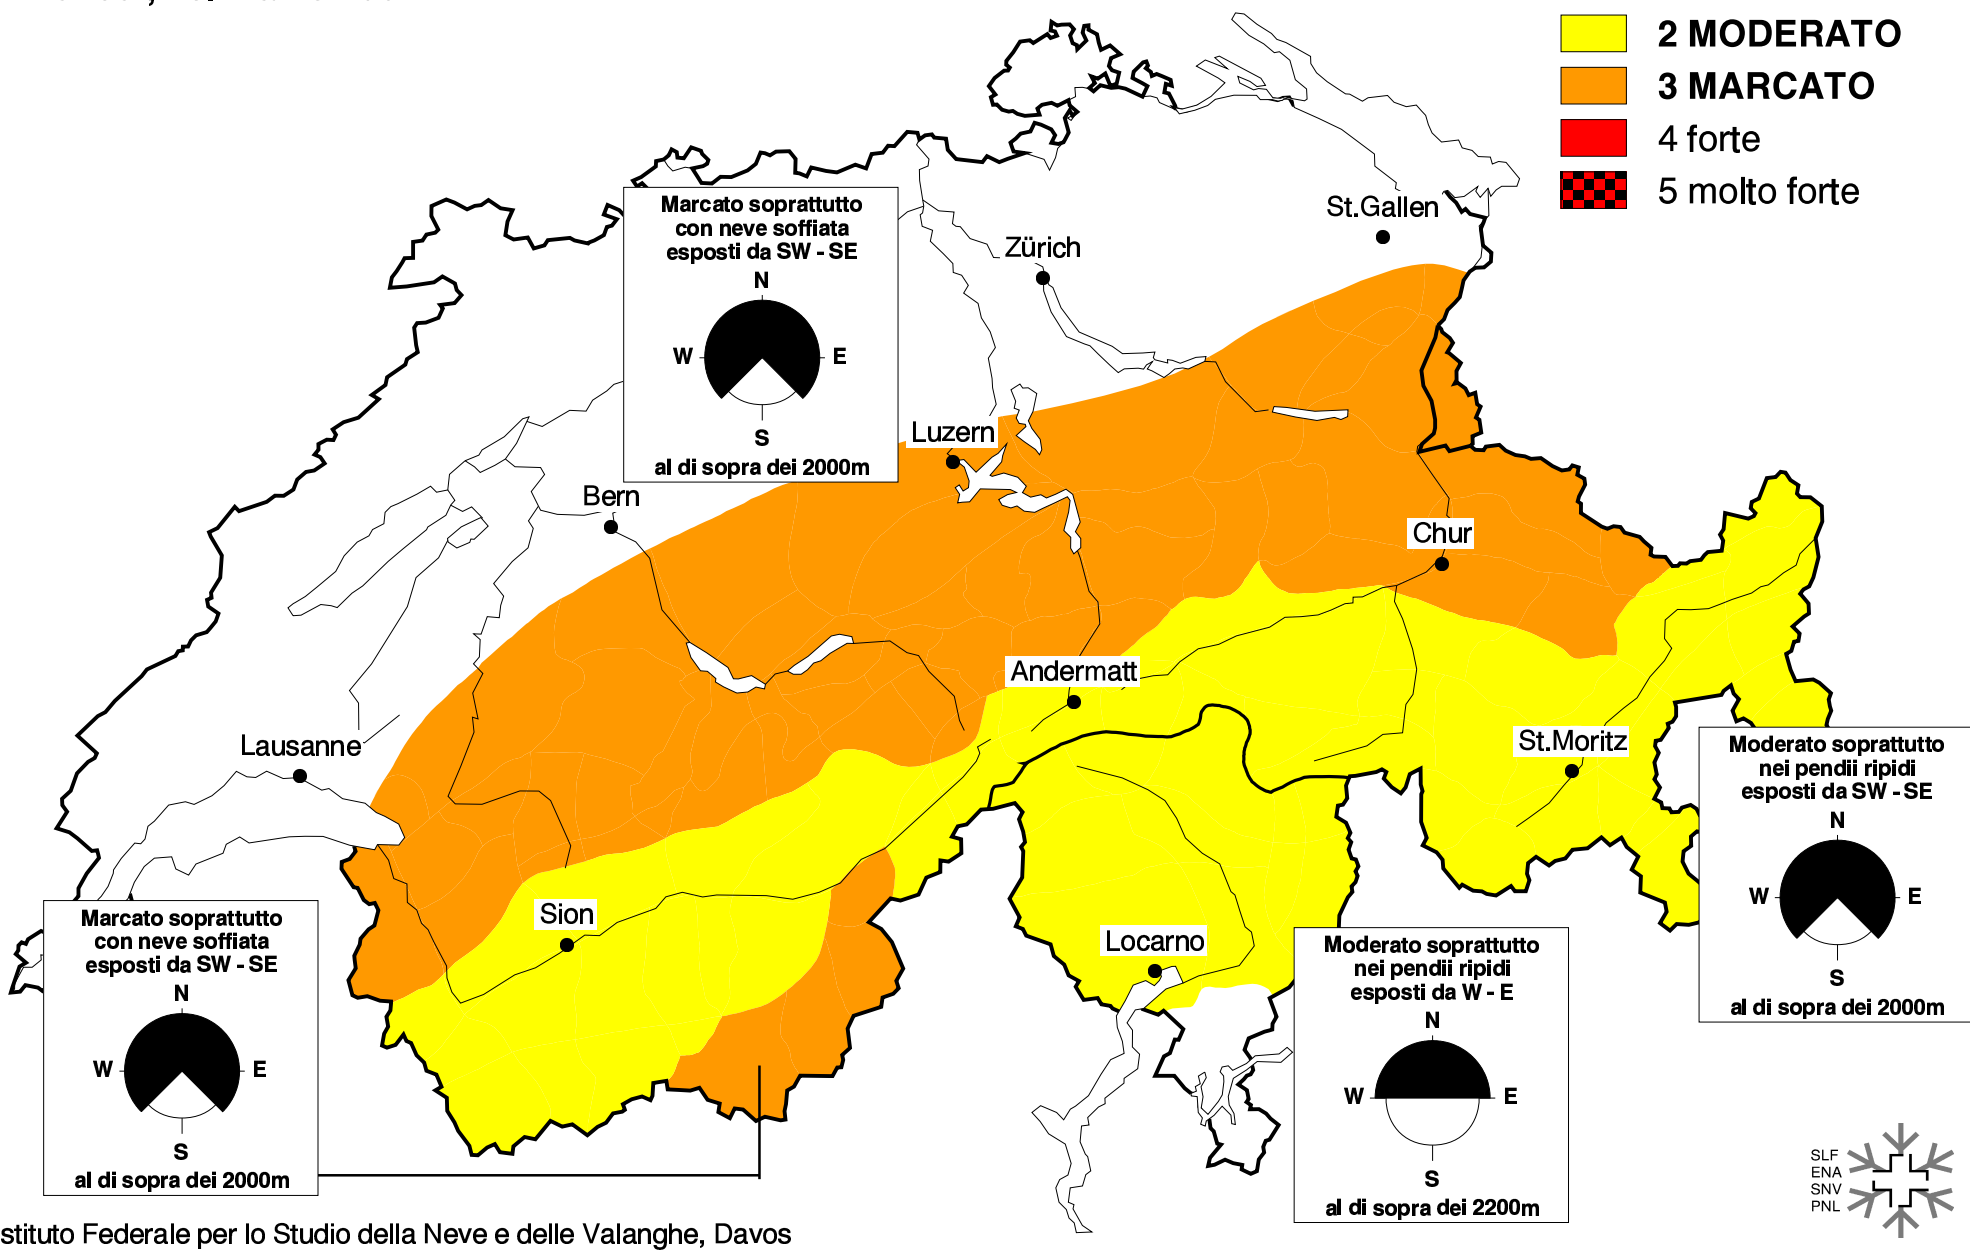 2 MODERATO
3 MARCATO
4 forte
5 molto forte
Marcato soprattutto
con neve soffiata
esposti da SW - SE
N
W E
S
al di sopra dei 2000m
St.Gallen
Zürich
Luzern
Bern
Chur
Andermatt
Lausanne
St.Moritz
Sion
Locarno
Moderato soprattutto
nei pendii ripidi
esposti da SW - SE
N
W E
S
al di sopra dei 2000m
Marcato soprattutto
con neve soffiata
esposti da SW - SE
N
W E
S
al di sopra dei 2000m
Moderato soprattutto
nei pendii ripidi
esposti da W - E
N
W E
S
al di sopra dei 2200m
SLF
ENA
SNV
PNL
stituto Federale per lo Studio della Neve e delle Valanghe, Davos